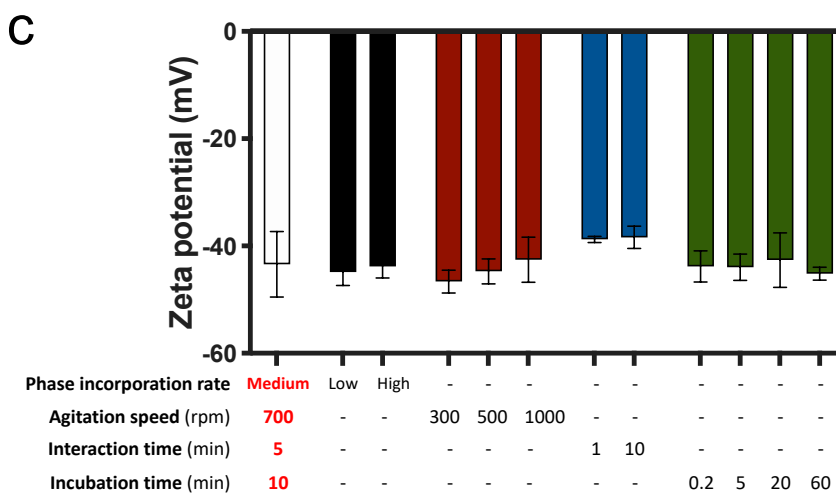 C
Zeta potential (mV)
0
-20
-40
-60
Phase incorporation rate Medium Low High - - - - - - - - -
Agitation speed (rpm) 700 - - 300 500 1000 - - - - - -
Interaction time (min) 5 - - - - - 1 10 - - - -
Incubation time (min) 10 - - - - - - - 0.2 5 20 60